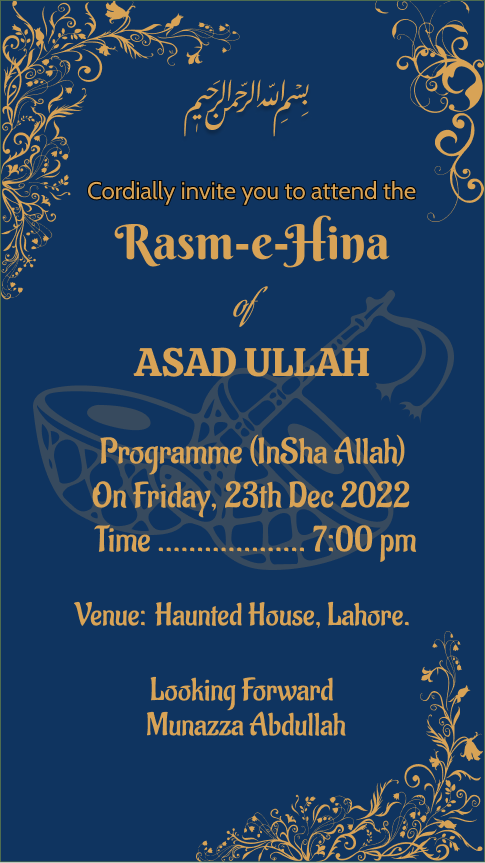 بِسْمِ اللهِ الرَّحْمٰنِ الرَّحِيْمِ
Cordially invite you to attend the
Rasm-e-Hina
of
ASAD ULLAH
Programme (InSha Allah)
On Friday, 23th Dec 2022
Time ................... 7:00 pm
Venue: Haunted House, Lahore.
Looking Forward
Munazza Abdullah